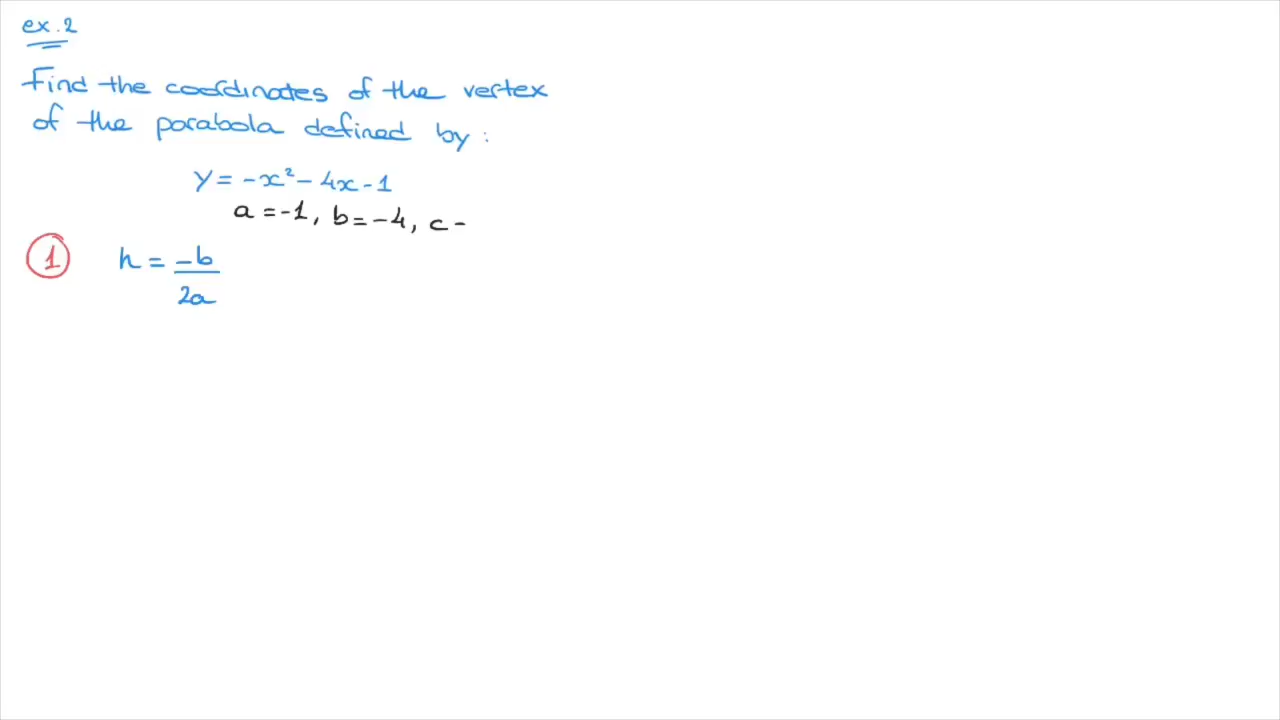 ex.2
Find the coordinates of the vertex
of the parabola defined by :
y = -x² - 4x - 1
a = -1, b = -4, c -
1 h = -b/2a